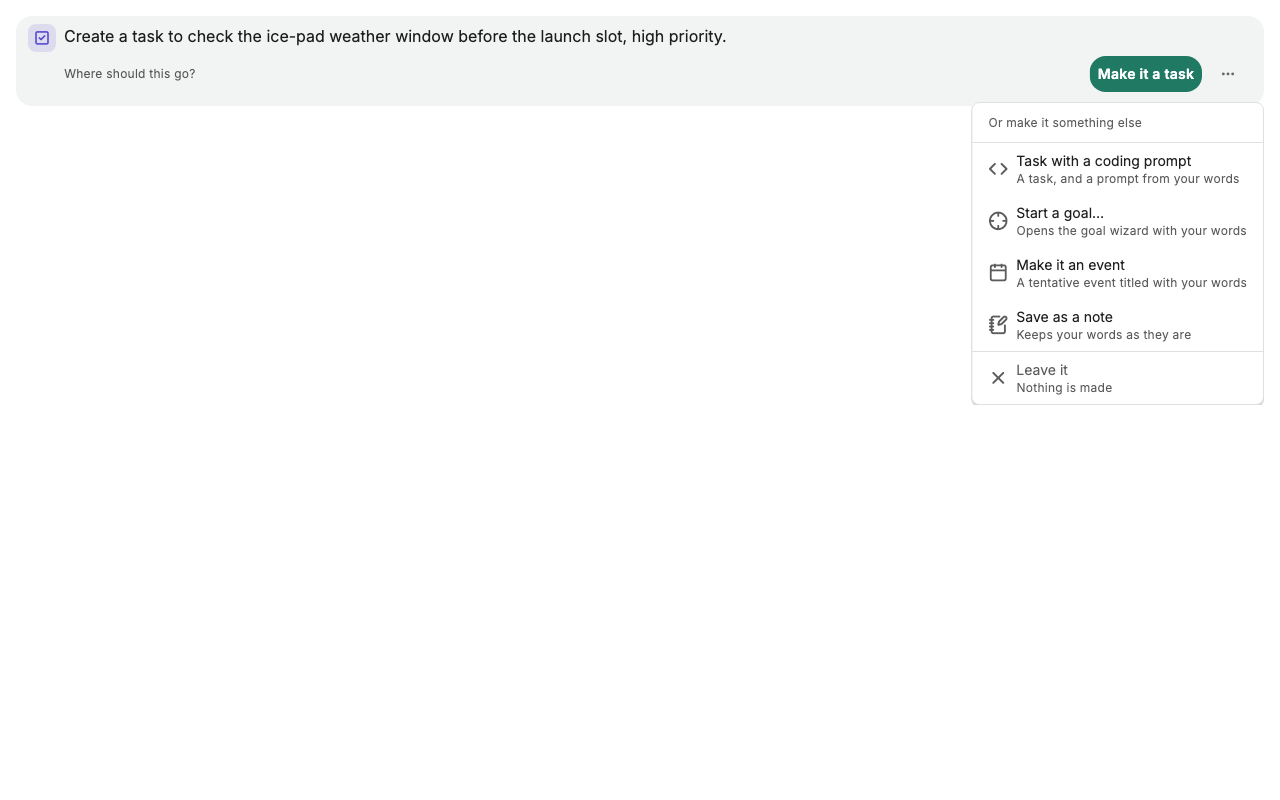 Create a task to check the ice-pad weather window before the launch slot, high priority.
Where should this go?
Make it a task
Or make it something else
Task with a coding prompt
A task, and a prompt from your words
Start a goal...
Opens the goal wizard with your words
Make it an event
A tentative event titled with your words
Save as a note
Keeps your words as they are
Leave it
Nothing is made